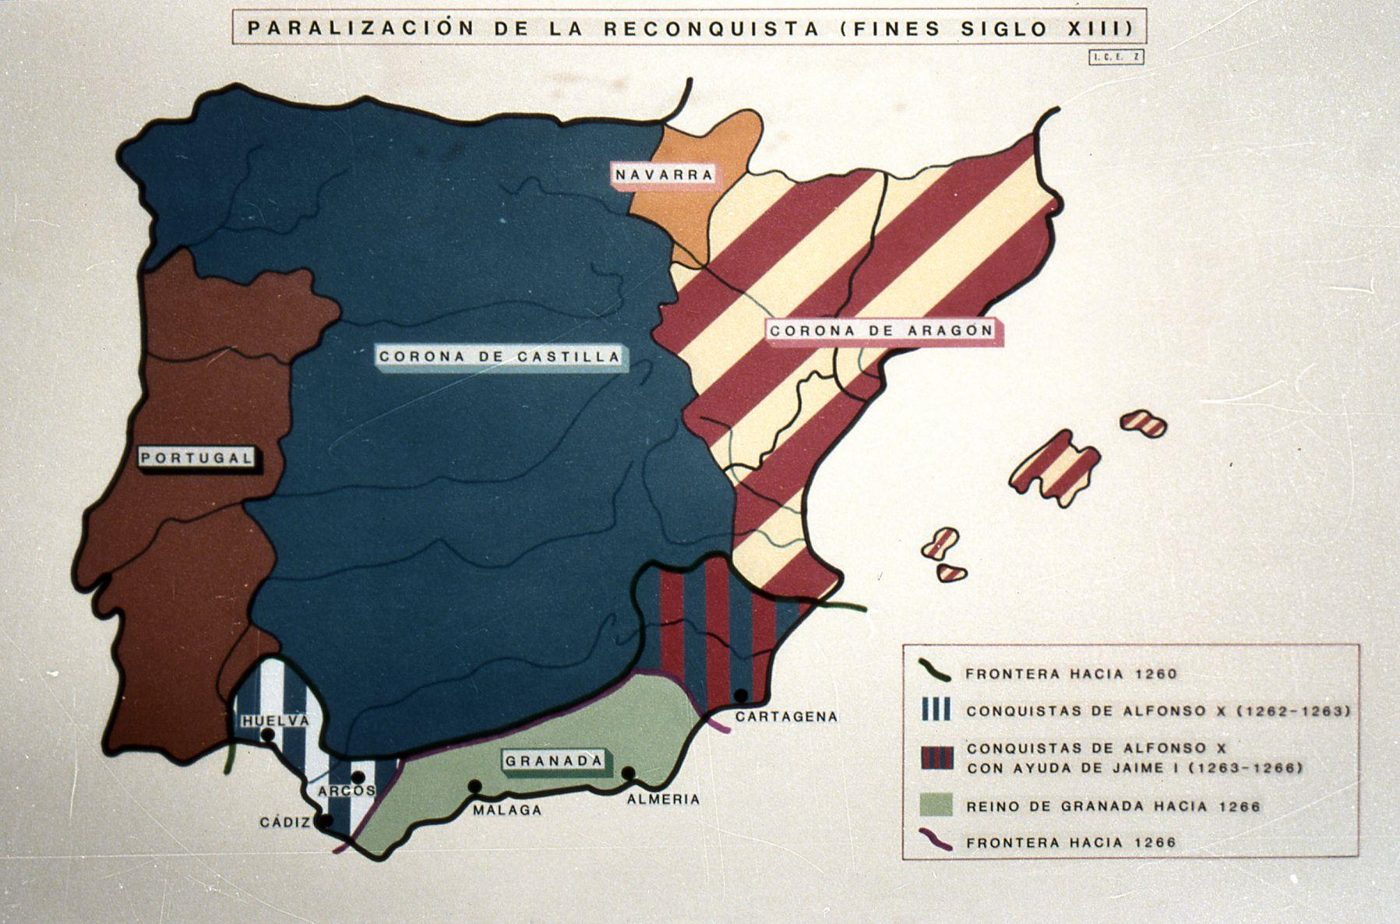 PARALIZACIÓN DE LA RECONQUISTA (FINES SIGLO XIII)
I.C.E. Z
NAVARRA
CORONA DE ARAGÓN
CORONA DE CASTILLA
PORTUGAL
HUELVA
ARCOS
CÁDIZ
GRANADA
MALAGA
ALMERIA
CARTAGENA
FRONTERA HACIA 1260
CONQUISTAS DE ALFONSO X (1262-1263)
CONQUISTAS DE ALFONSO X
CON AYUDA DE JAIME I (1263-1266)
REINO DE GRANADA HACIA 1266
FRONTERA HACIA 1266